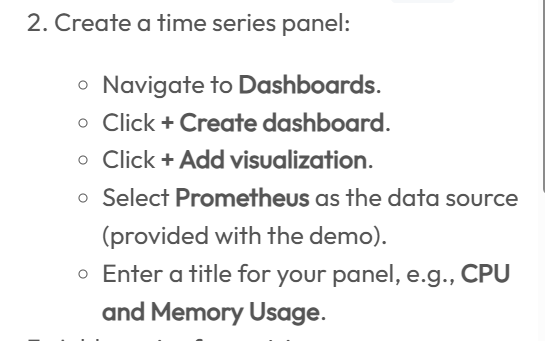 2. Create a time series panel:
Navigate to Dashboards.
Click + Create dashboard.
Click + Add visualization.
Select Prometheus as the data source
(provided with the demo).
Enter a title for your panel, e.g., CPU
and Memory Usage.